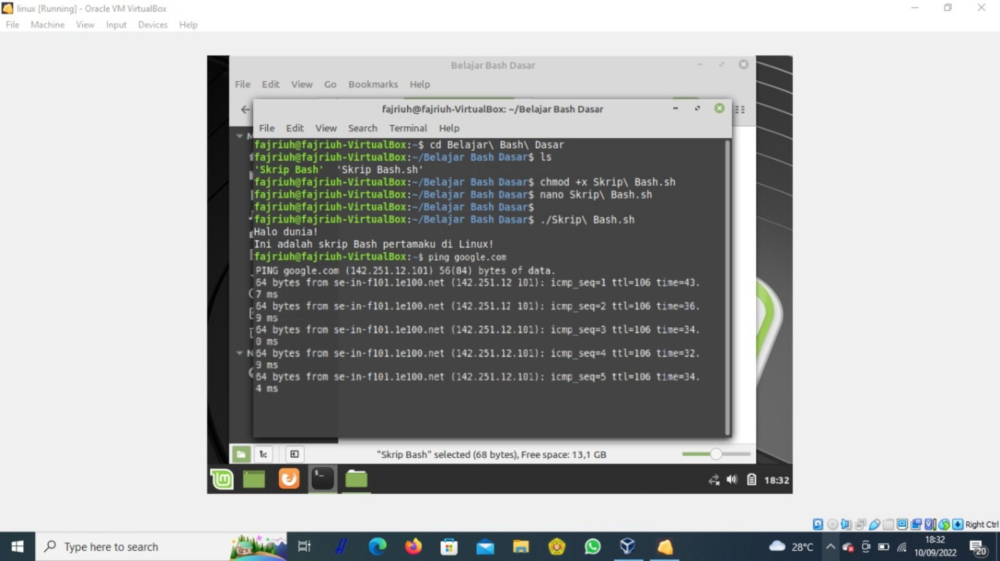 linux [Running] - Oracle VM VirtualBox
File Machine View Input Devices Help
Belajar Bash Dasar
File Edit View Go Bookmarks Help
fajriuh@fajriuh-VirtualBox: ~/Belajar Bash Dasar
File Edit View Search Terminal Help
fajriuh@fajriuh-VirtualBox:~$ cd Belajar\ Bash\ Dasar
fajriuh@fajriuh-VirtualBox:~/Belajar Bash Dasar$ ls
'Skrip Bash' 'Skrip Bash.sh'
fajriuh@fajriuh-VirtualBox:~/Belajar Bash Dasar$ chmod +x Skrip\ Bash.sh
fajriuh@fajriuh-VirtualBox:~/Belajar Bash Dasar$ nano Skrip\ Bash.sh
fajriuh@fajriuh-VirtualBox:~/Belajar Bash Dasar$
fajriuh@fajriuh-VirtualBox:~/Belajar Bash Dasar$ ./Skrip\ Bash.sh
Halo dunia!
Ini adalah skrip Bash pertamaku di Linux!
fajriuh@fajriuh-VirtualBox:~$ ping google.com
PING google.com (142.251.12.101) 56(84) bytes of data.
64 bytes from se-in-f101.1e100.net (142.251.12 101): icmp_seq=1 ttl=106 time=43.
7 ms
64 bytes from se-in-f101.1e100.net (142.251.12 101): icmp_seq=2 ttl=106 time=36.
9 ms
64 bytes from se-in-f101.1e100.net (142.251.12.101): icmp_seq=3 ttl=106 time=34.
0 ms
64 bytes from se-in-f101.1e100.net (142.251.12.101): icmp_seq=4 ttl=106 time=32.
9 ms
64 bytes from se-in-f101.1e100.net (142.251.12.101): icmp_seq=5 ttl=106 time=34.
4 ms
"Skrip Bash" selected (68 bytes), Free space: 13,1 GB
18:32
Right Ctrl
Type here to search
28°C
18:32
10/09/2022
20